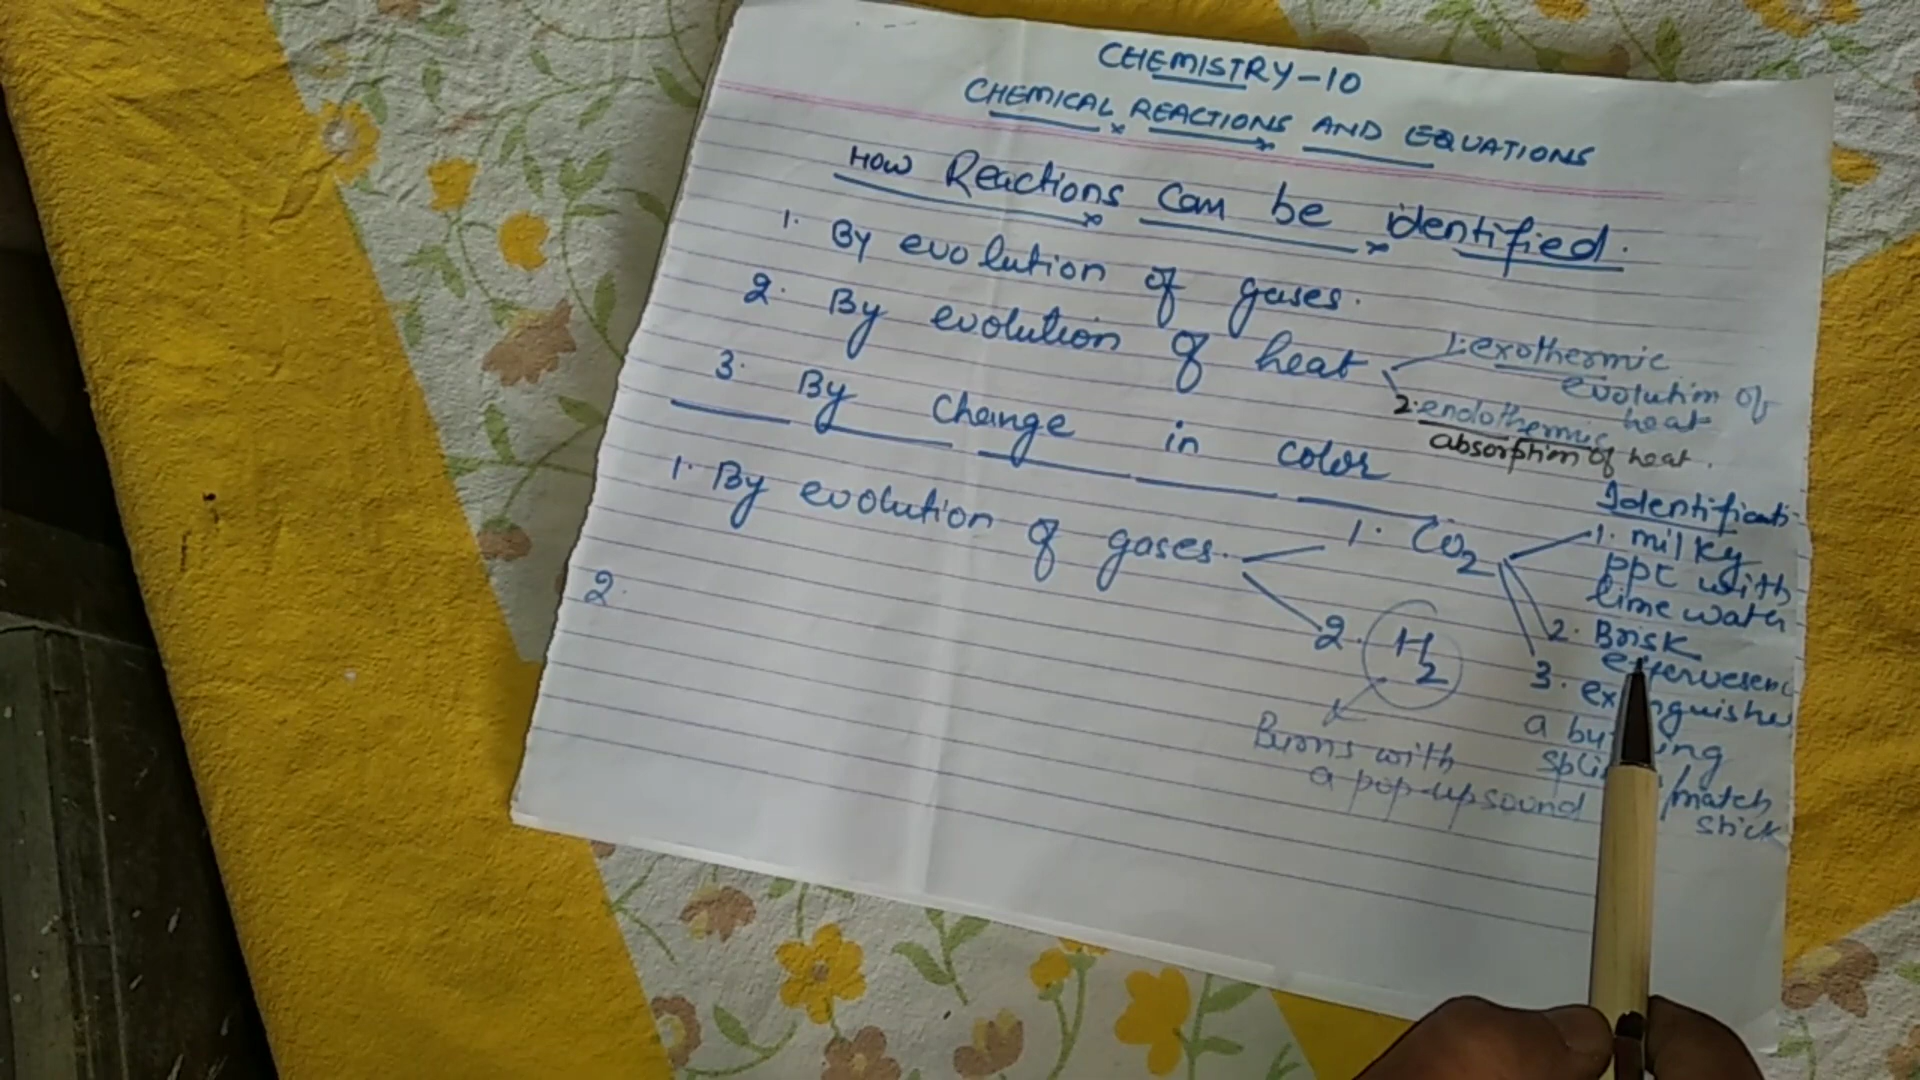 CHEMISTRY-10
CHEMICAL REACTIONS AND EQUATIONS
HOW Reactions can be identified.
1. By evolution of gases.
2. By evolution of heat
1. exothermic
evolution of
heat
2. endothermic
absorption of heat.
3. By change in color
1. By evolution of gases.
1. CO2
Identificati
1. milky
ppt with
lime water
2. Brisk
3.
a
match
stick
2. H2
Burns with
a pop-up sound
2.